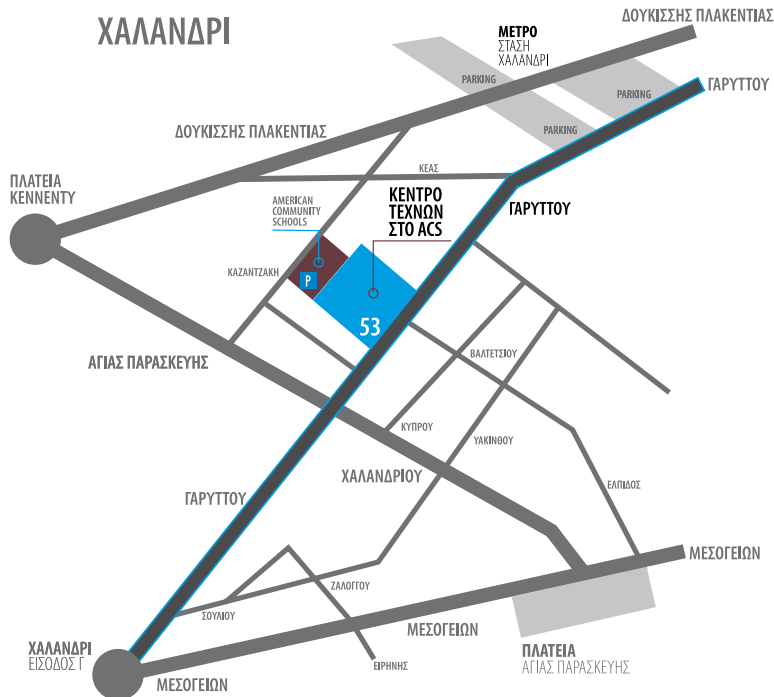 ΧΑΛΑΝΔΡΙ
ΔΟΥΚΙΣΣΗΣ ΠΛΑΚΕΝΤΙΑΣ
ΜΕΤΡΟ
ΣΤΑΣΗ
ΧΑΛΑΝΔΡΙ
PARKING
PARKING
ΓΑΡΥΤΤΟΥ
PARKING
ΔΟΥΚΙΣΣΗΣ ΠΛΑΚΕΝΤΙΑΣ
ΚΕΑΣ
ΠΛΑΤΕΙΑ
KENNENTY
AMERICAN
COMMUNITY
SCHOOLS
ΚΕΝΤΡΟ
ΤΕΧΝΩΝ
ΣΤΟ ACS
ΓΑΡΥΤΤΟΥ
ΚΑΖΑΝΤΖΑΚΗ
P
53
ΑΓΙΑΣ ΠΑΡΑΣΚΕΥΗΣ
ΒΑΛΤΕΤΣΙΟΥ
ΚΥΠΡΟΥ
ΥΑΚΙΝΘΟΥ
ΧΑΛΑΝΔΡΙΟΥ
ΕΛΠΙΔΟΣ
ΓΑΡΥΤΤΟΥ
ΜΕΣΟΓΕΙΩΝ
ΖΑΛΟΓΓΟΥ
ΣΟΥΛΙΟΥ
ΜΕΣΟΓΕΙΩΝ
ΧΑΛΑΝΔΡΙ
ΕΙΣΟΔΟΣ Γ
ΕΙΡΗΝΗΣ
ΠΛΑΤΕΙΑ
ΑΓΙΑΣ ΠΑΡΑΣΚΕΥΗΣ
ΜΕΣΟΓΕΙΩΝ